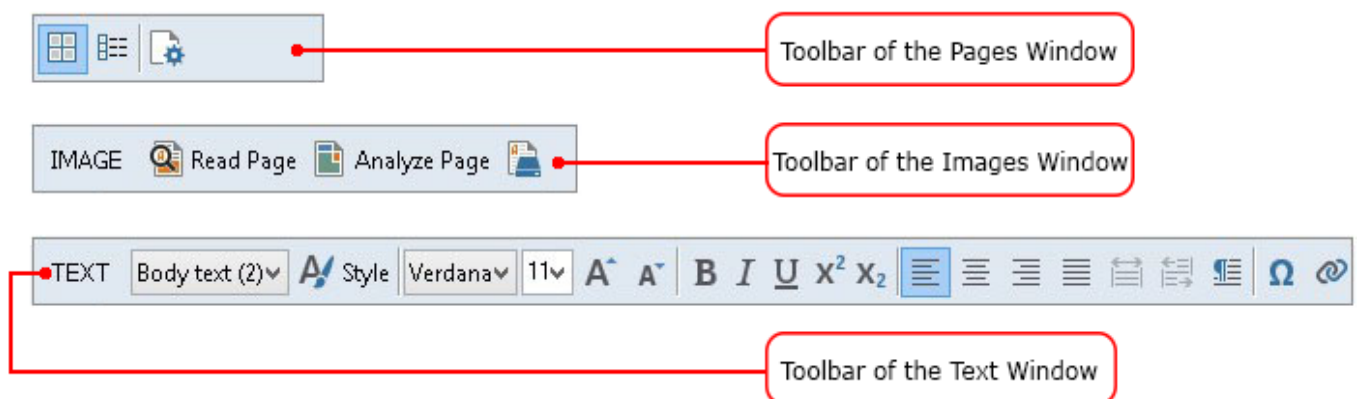 Toolbar of the Pages Window
IMAGE Read Page Analyze Page Toolbar of the Images Window
TEXT Body text (2) Style Verdana 11 A A B I U X² X₂ Ω
Toolbar of the Text Window